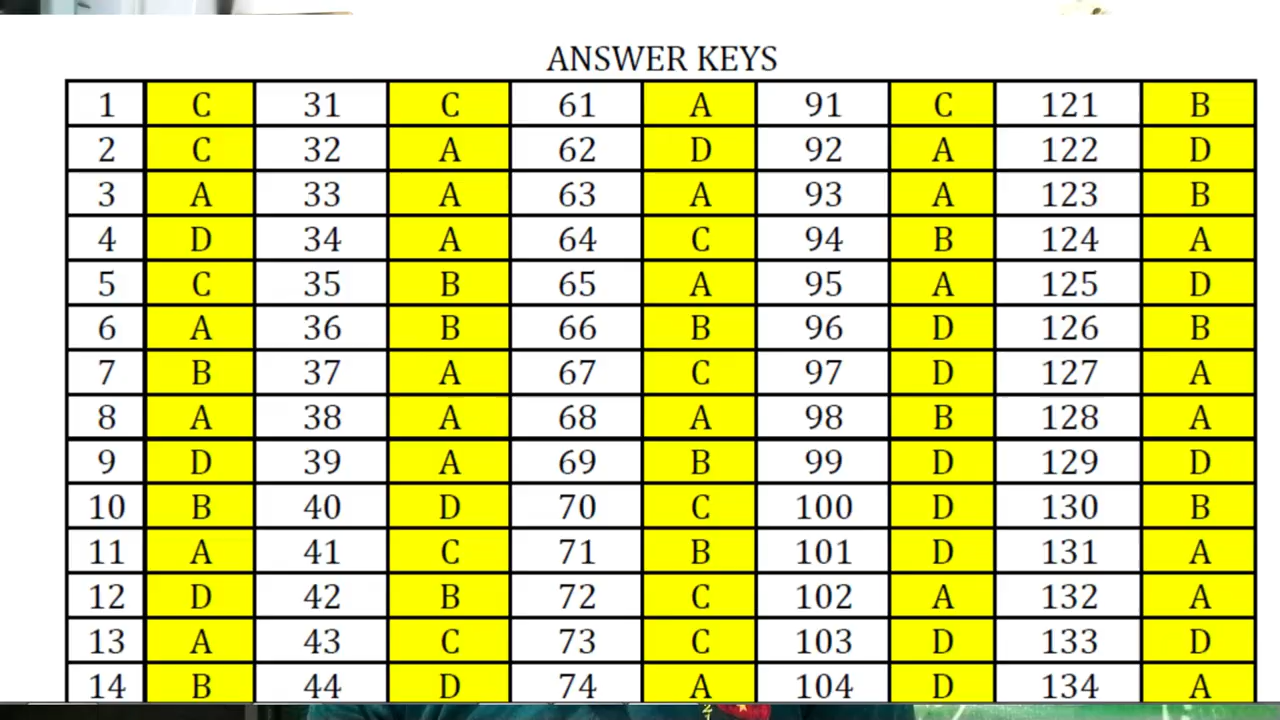 ANSWER KEYS
1 C 31 C 61 A 91 C 121 B
2 C 32 A 62 D 92 A 122 D
3 A 33 A 63 A 93 A 123 B
4 D 34 A 64 C 94 B 124 A
5 C 35 B 65 A 95 A 125 D
6 A 36 B 66 B 96 D 126 B
7 B 37 A 67 C 97 D 127 A
8 A 38 A 68 A 98 B 128 A
9 D 39 A 69 B 99 D 129 D
10 B 40 D 70 C 100 D 130 B
11 A 41 C 71 B 101 D 131 A
12 D 42 B 72 C 102 A 132 A
13 A 43 C 73 C 103 D 133 D
14 B 44 D 74 A 104 D 134 A